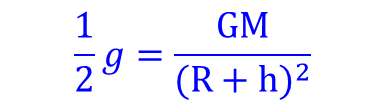 1/2 g = GM/(R + h)²